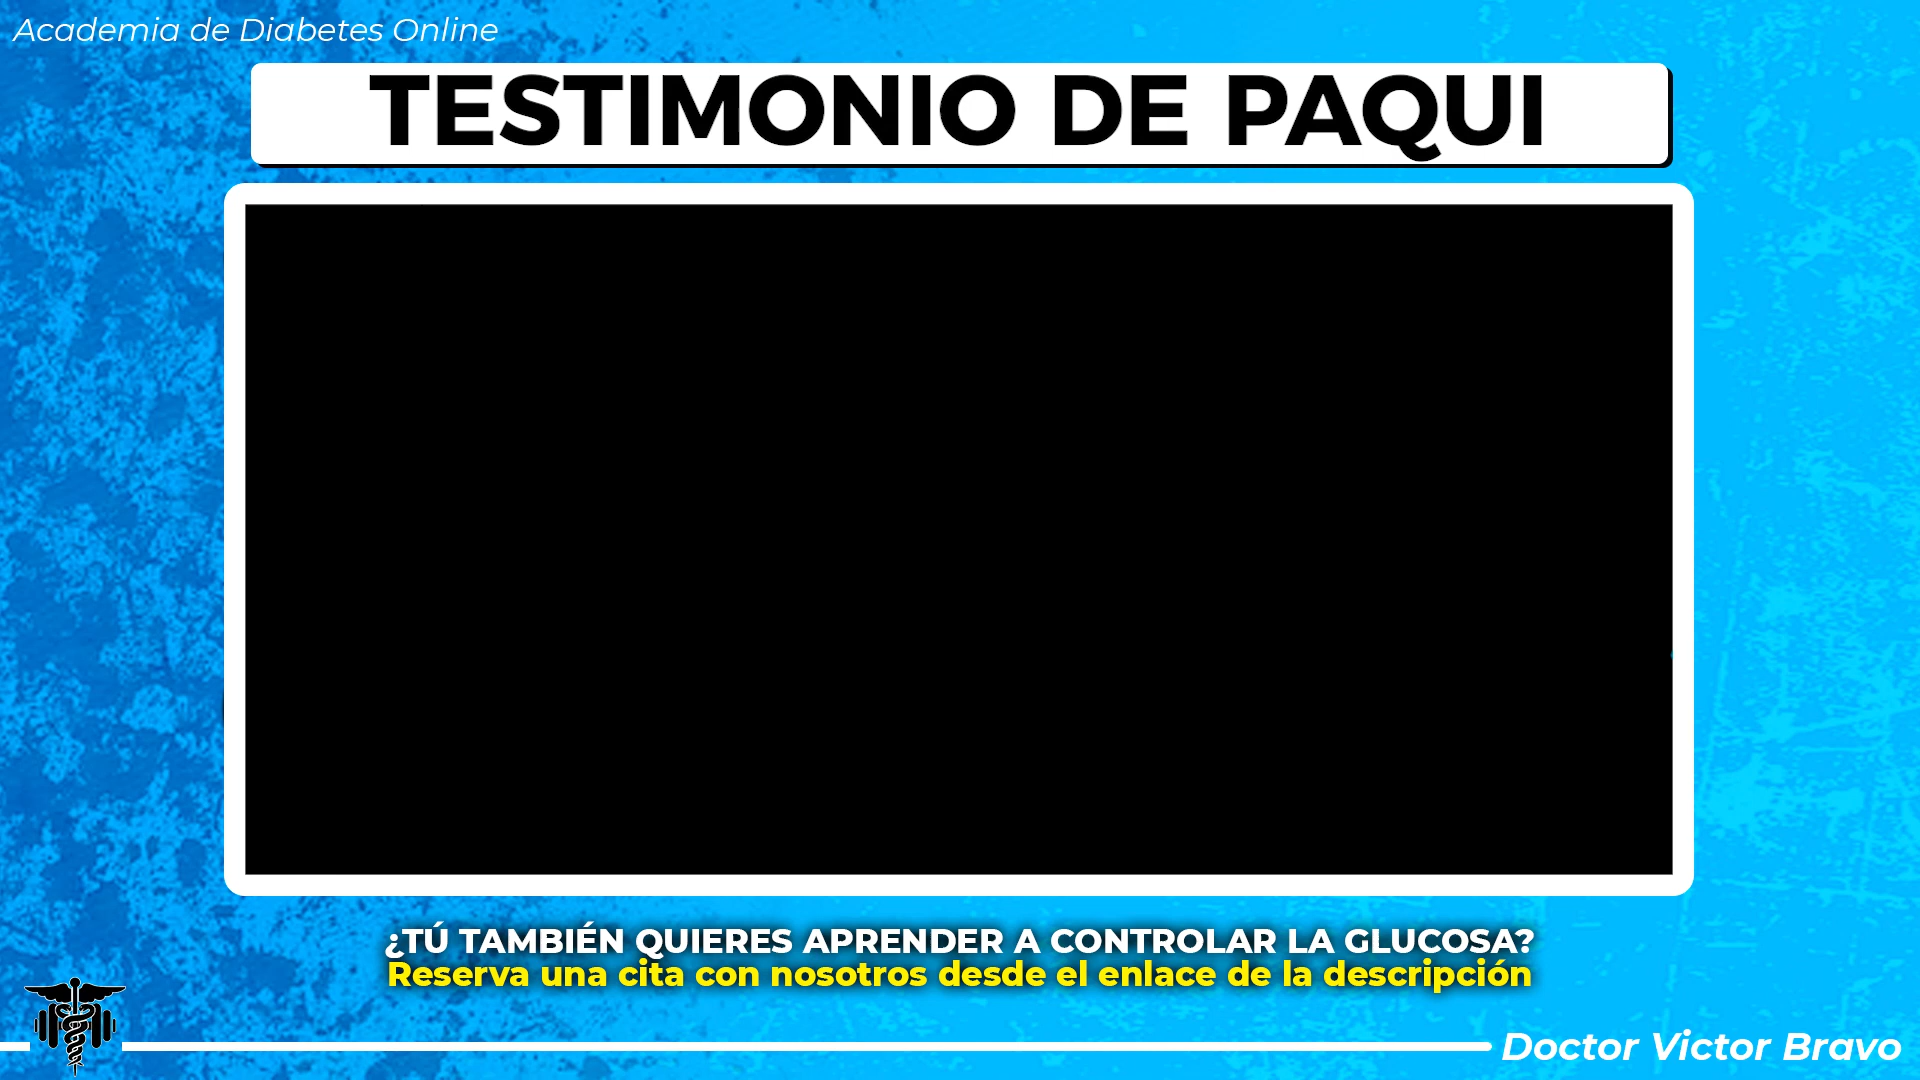 Academia de Diabetes Online
TESTIMONIO DE PAQUI
¿TÚ TAMBIÉN QUIERES APRENDER A CONTROLAR LA GLUCOSA?
Reserva una cita con nosotros desde el enlace de la descripción
Doctor Victor Bravo